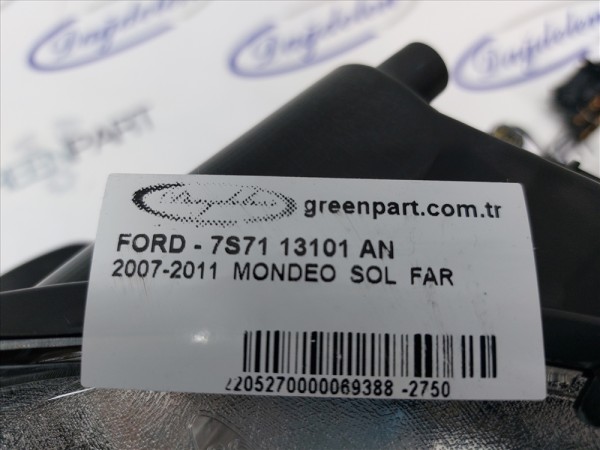 greenpart.com.tr
FORD - 7S71 13101 AN
2007-2011 MONDEO SOL FAR
2205270000069388 -2750